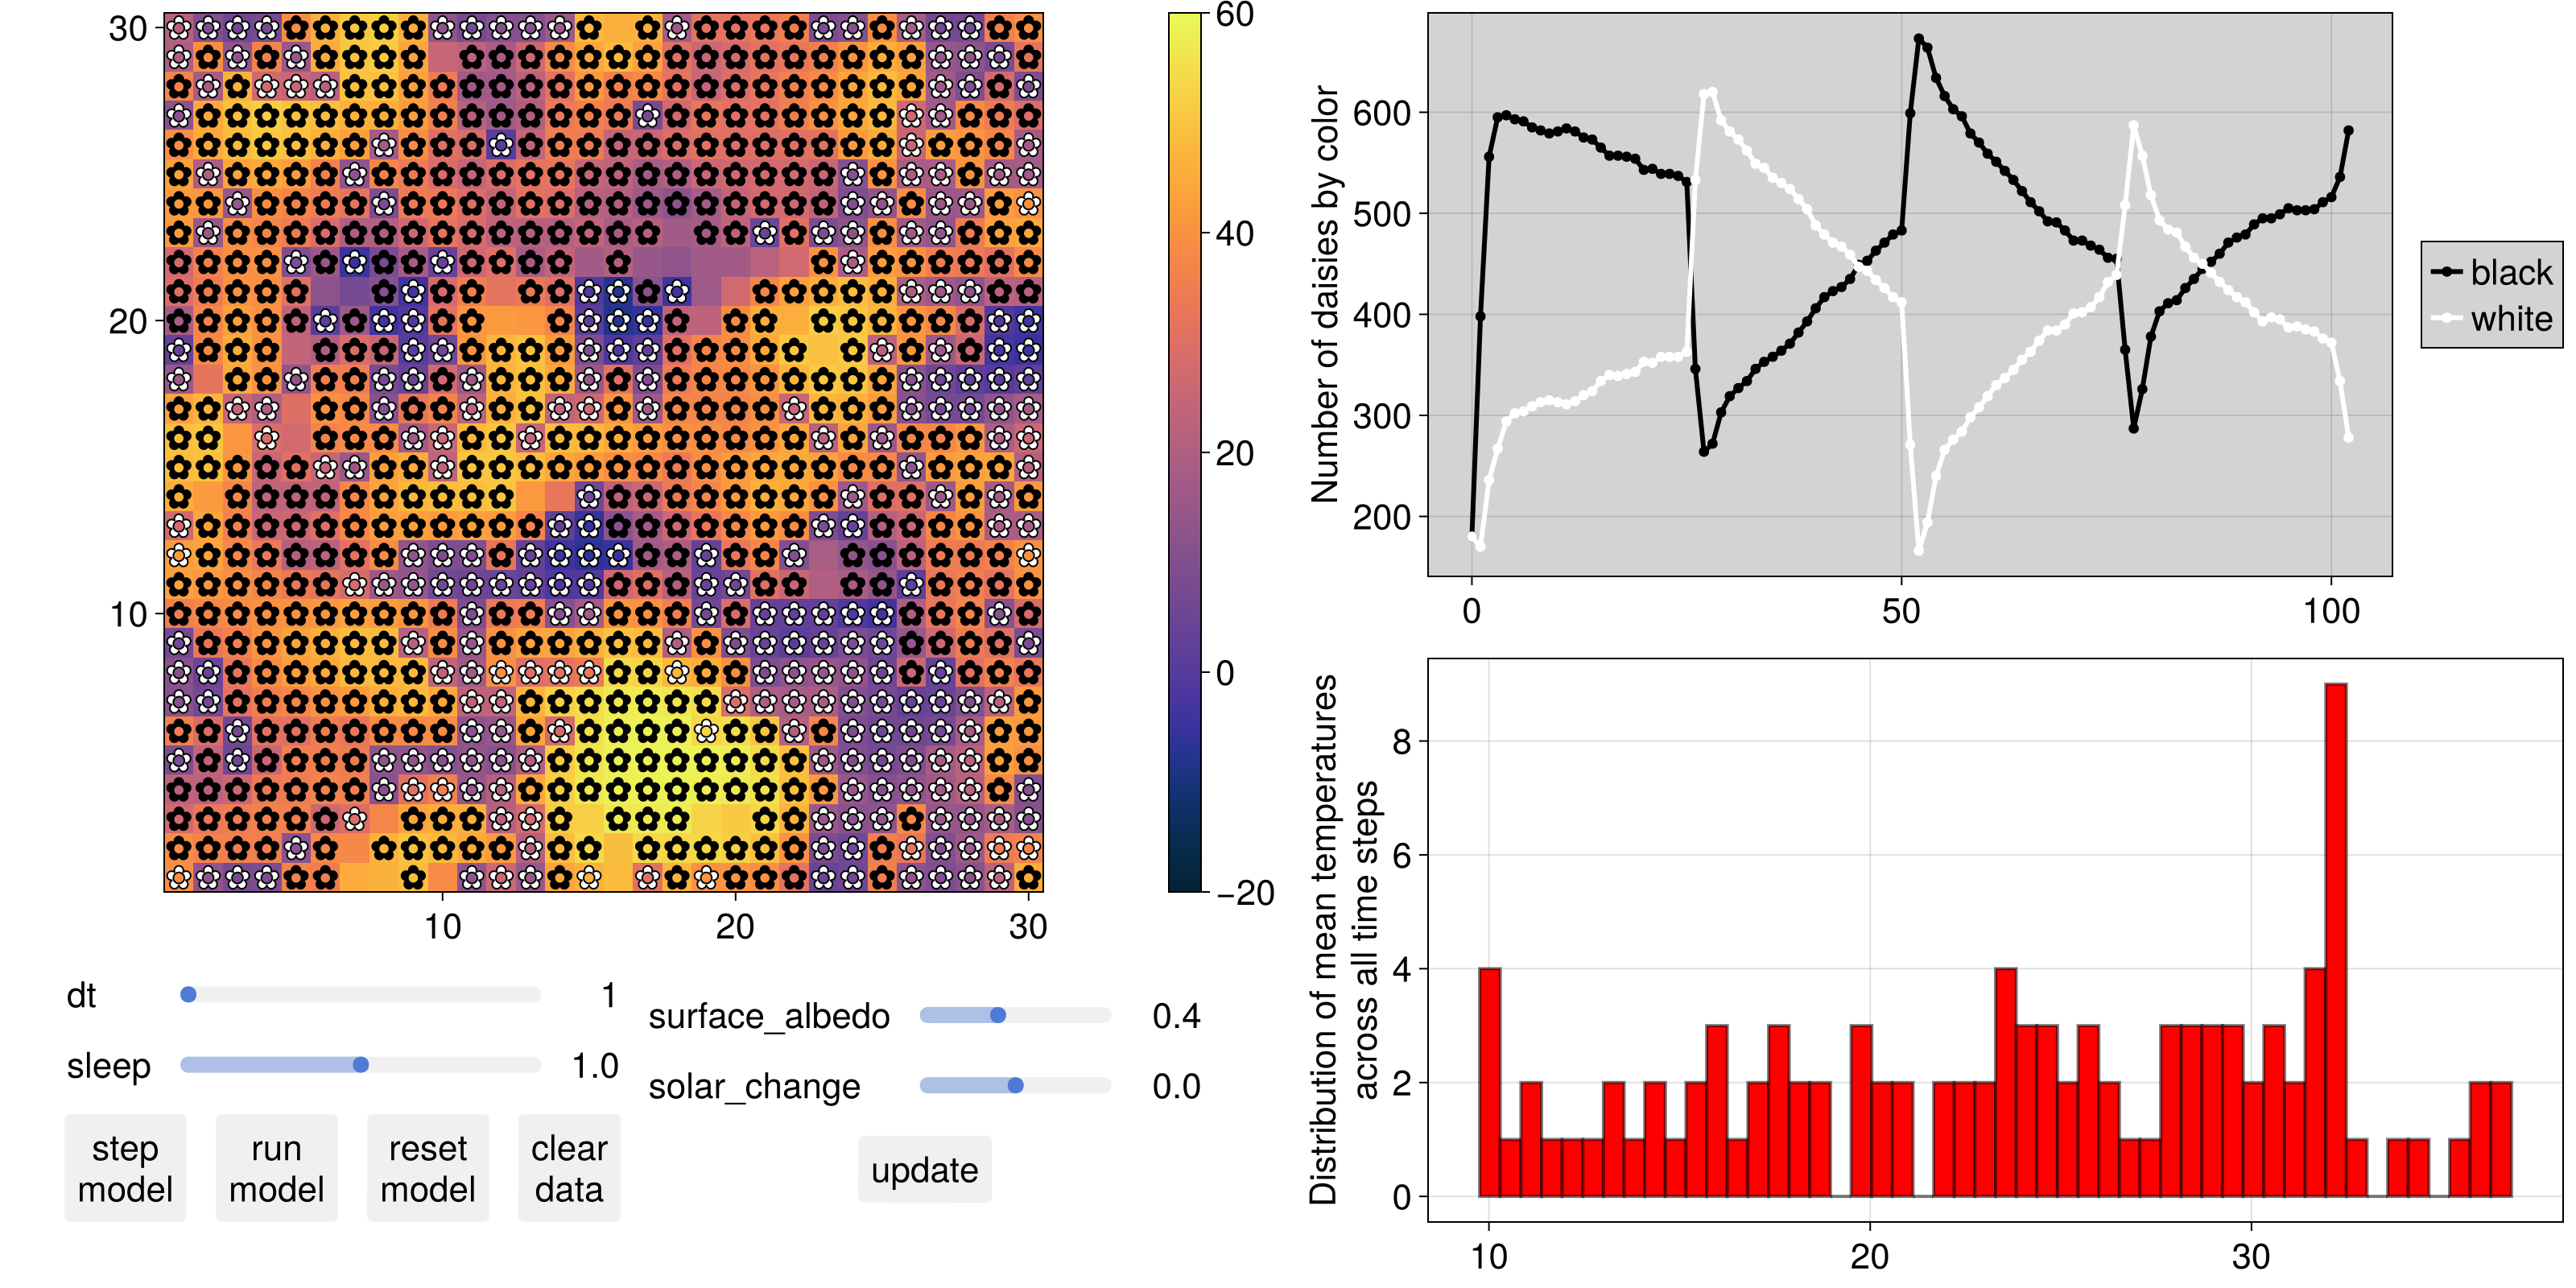 30
20
10
10
20
30
60
40
20
0
−20
Number of daisies by color
600
500
400
300
200
0
50
100
black
white
dt
1
sleep
1.0
surface_albedo
0.4
solar_change
0.0
step
model
run
model
reset
model
clear
data
update
Distribution of mean temperatures
across all time steps
8
6
4
2
0
10
20
30